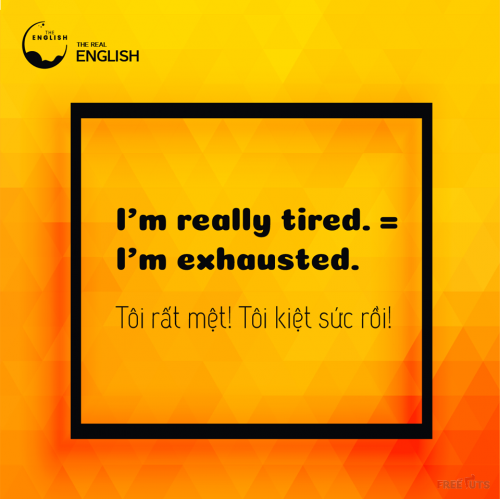 THE
ENGLISH
THE REAL
ENGLISH
I'm really tired. =
I'm exhausted.
Tôi rất mệt! Tôi kiệt sức rồi!